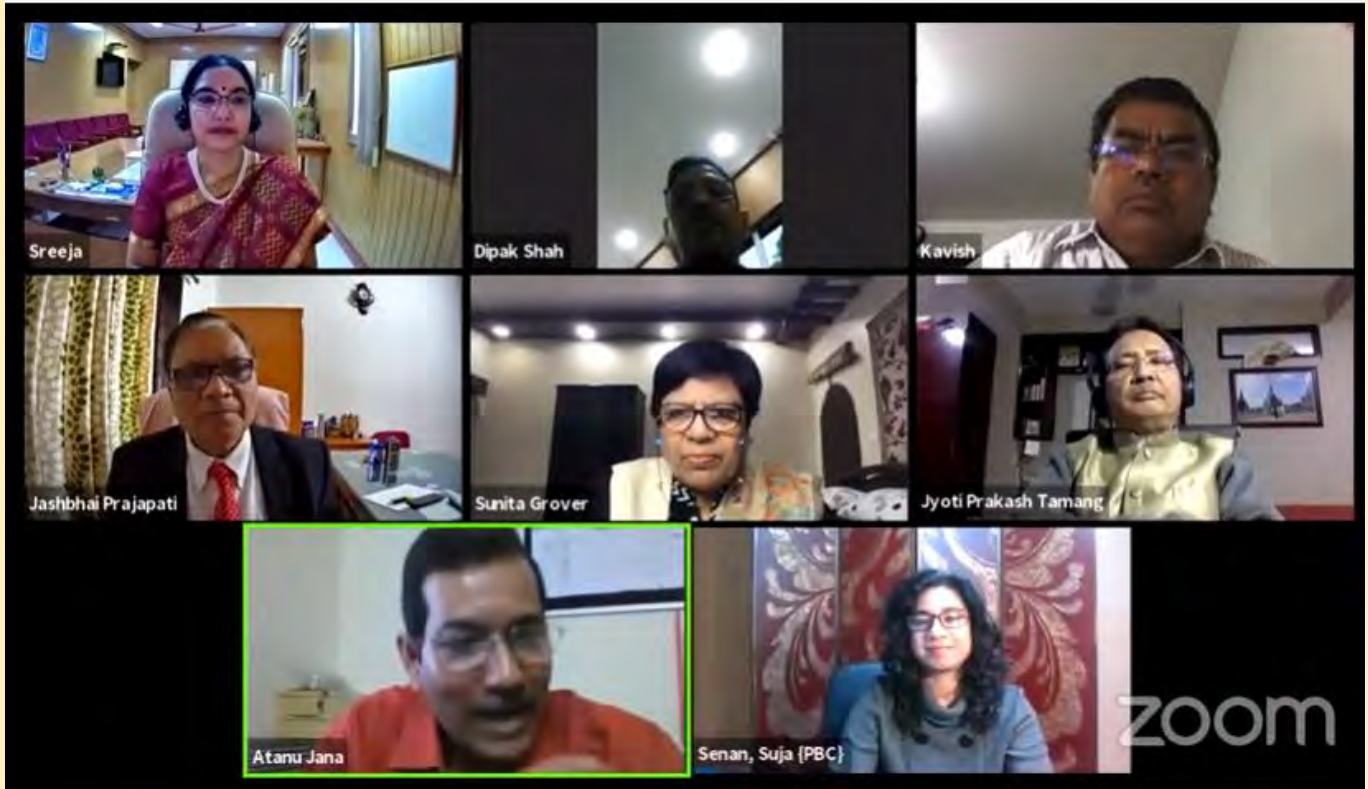 Sreeja
Dipak Shah
Kavish
Jashbhai Prajapati
Sunita Grover
Jyoti Prakash Tamang
Atanu Jana
Senan, Suja {PBC}
zoom